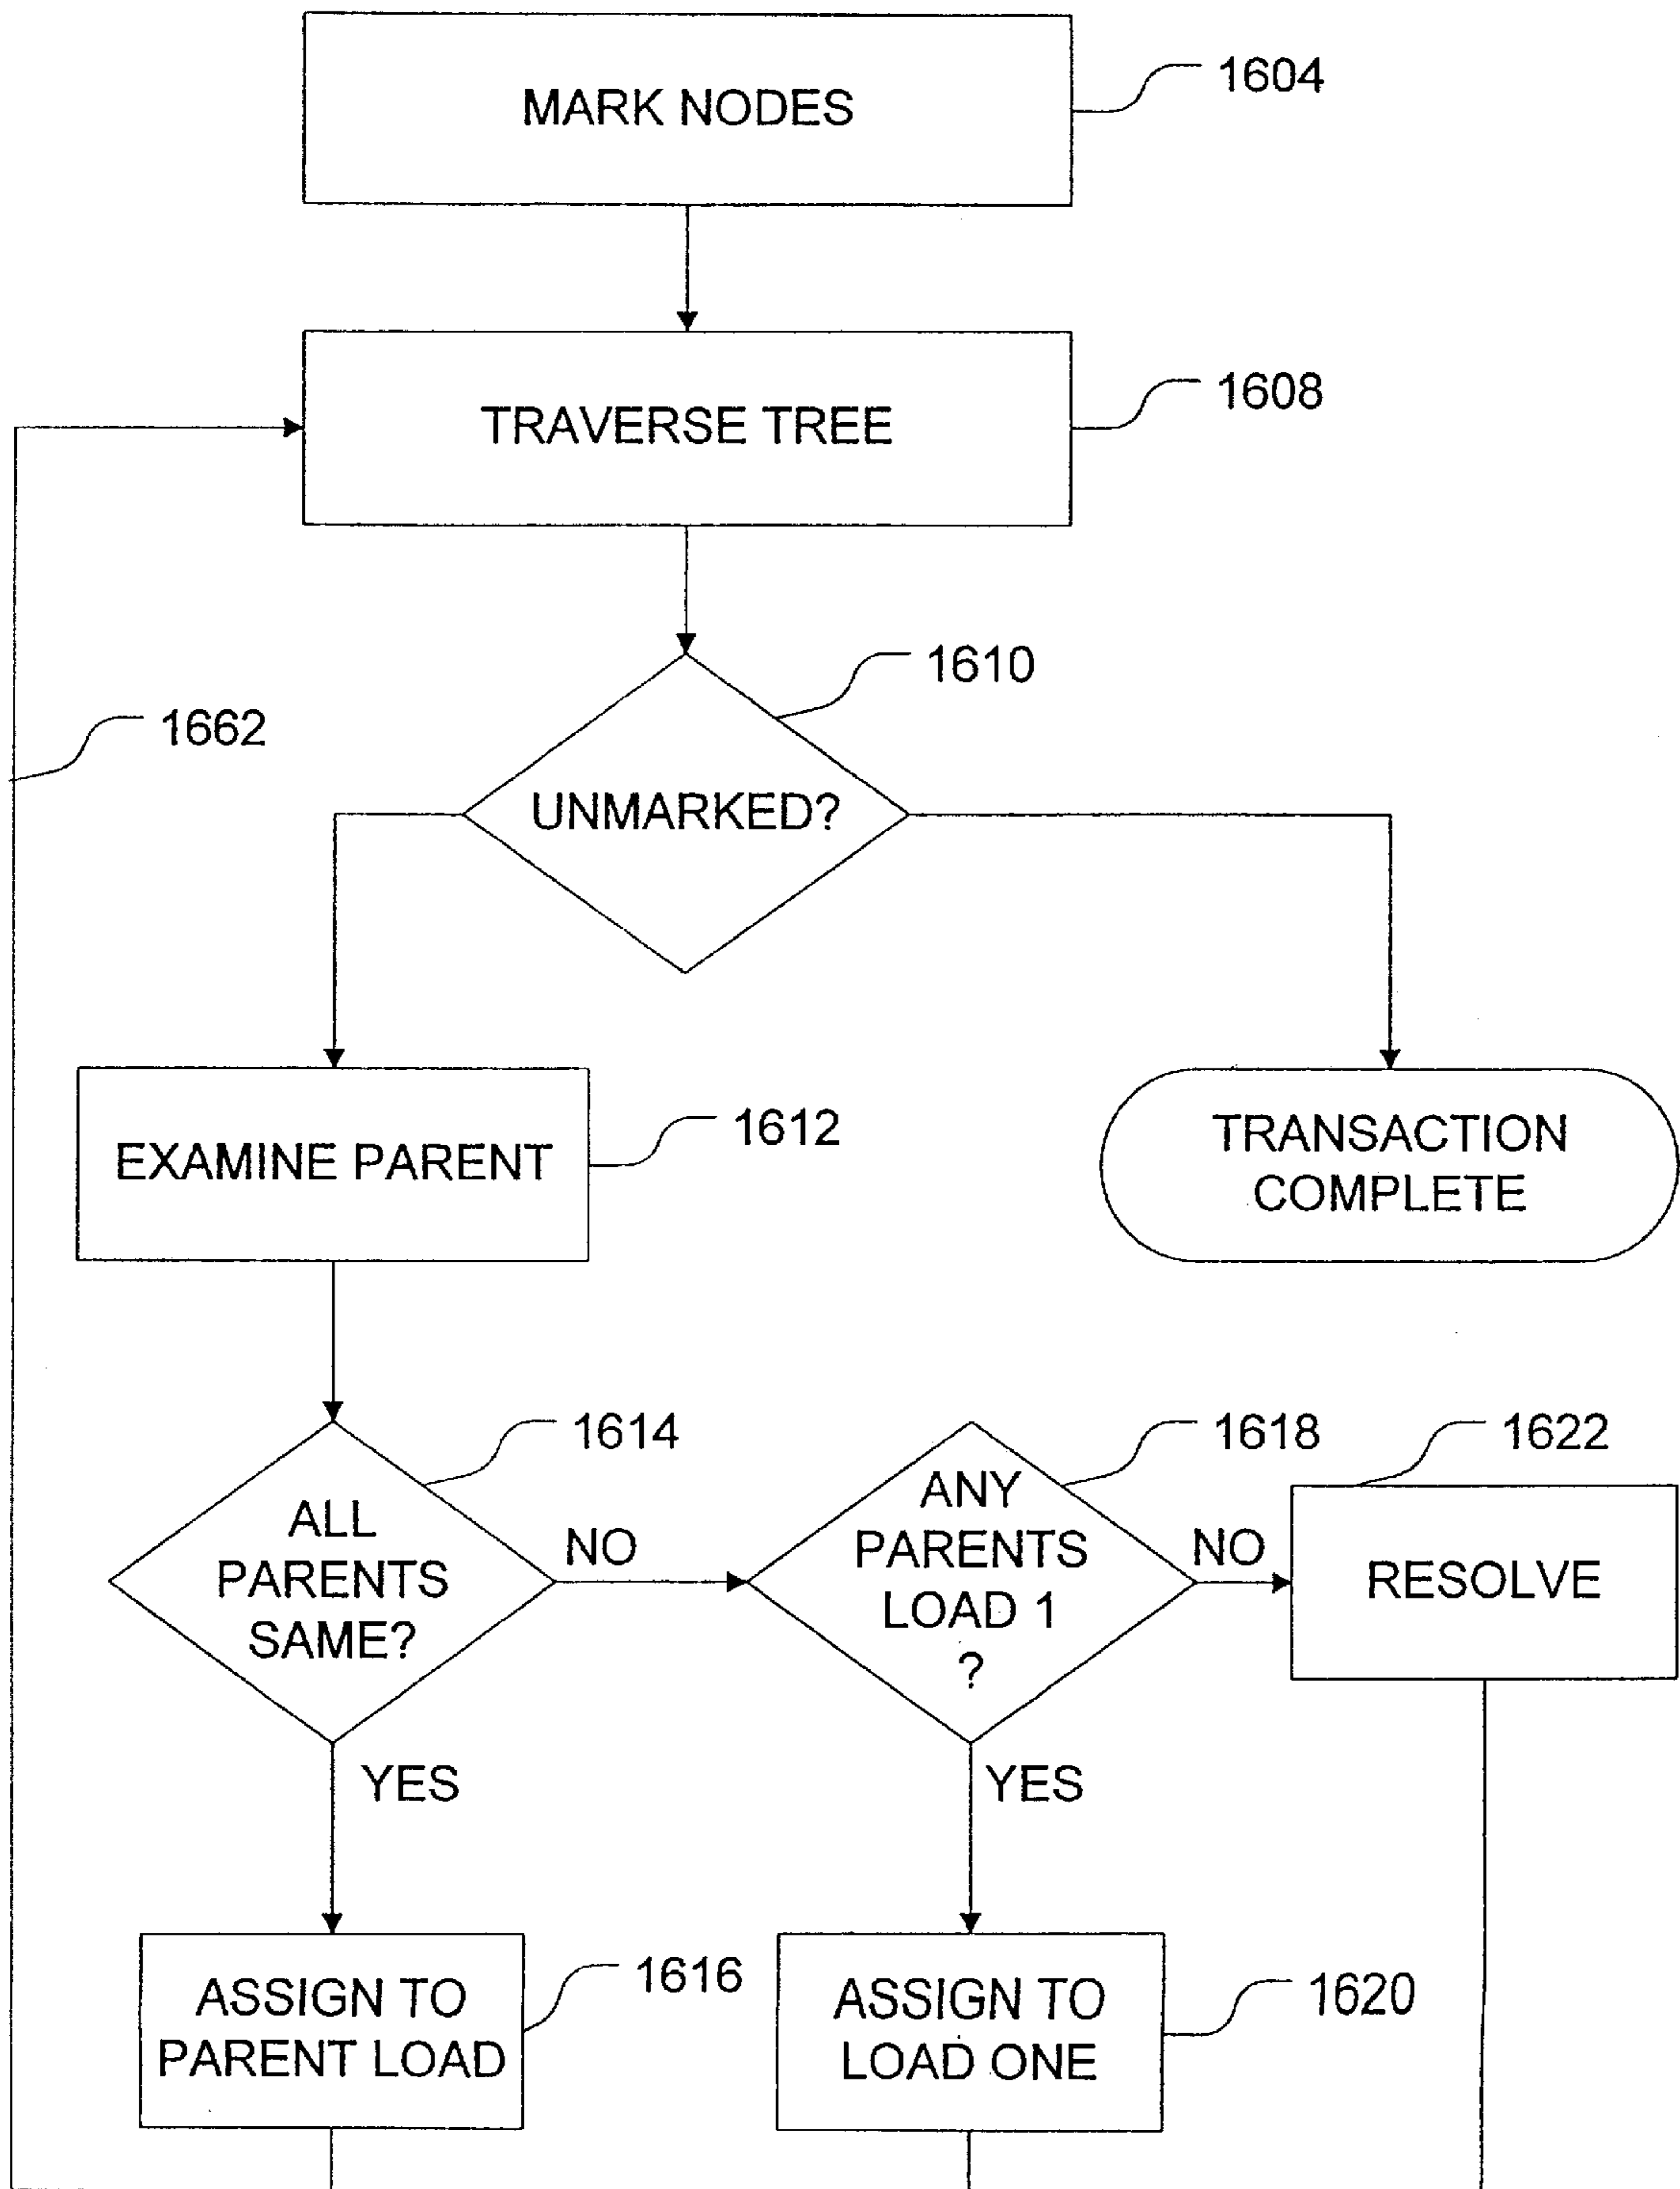 MARK NODES
1604
TRAVERSE TREE
1608
1610
1662
UNMARKED?
EXAMINE PARENT
1612
TRANSACTION
COMPLETE
1614
ALL
PARENTS
SAME?
NO
1618
ANY
PARENTS
LOAD 1
?
NO
1622
RESOLVE
YES
YES
ASSIGN TO
PARENT LOAD
1616
ASSIGN TO
LOAD ONE
1620